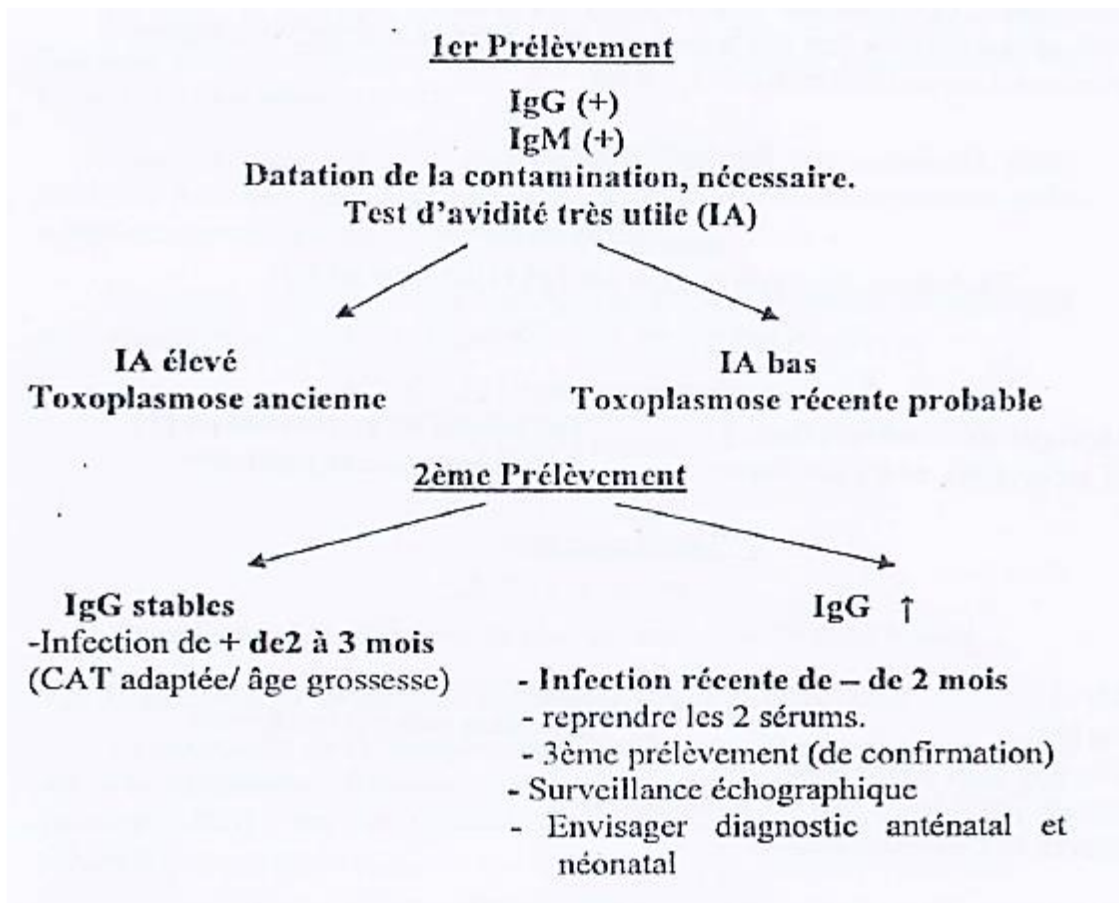 1er Prélèvement
IgG (+)
IgM (+)
Datation de la contamination, nécessaire.
Test d'avidité très utile (IA)
IA élevé
Toxoplasmose ancienne
IA bas
Toxoplasmose récente probable
2ème Prélèvement
IgG stables
-Infection de + de2 à 3 mois
(CAT adaptée/ âge grossesse)
IgG ↑
- Infection récente de – de 2 mois
- reprendre les 2 sérums.
- 3ème prélèvement (de confirmation)
- Surveillance échographique
- Envisager diagnostic anténatal et
néonatal